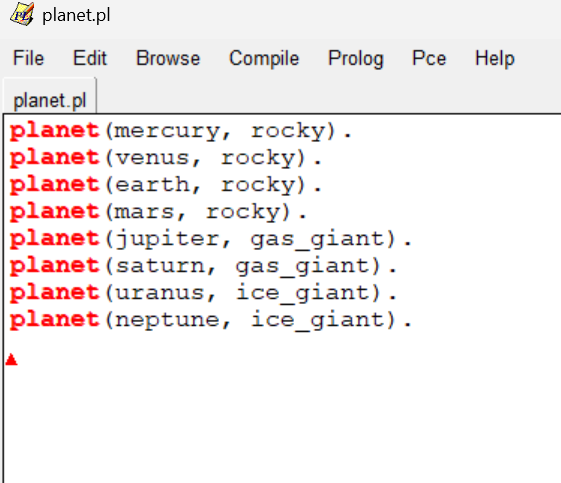 planet.pl
File Edit Browse Compile Prolog Pce Help
planet.pl
planet(mercury, rocky).
planet(venus, rocky).
planet(earth, rocky).
planet(mars, rocky).
planet(jupiter, gas_giant).
planet(saturn, gas_giant).
planet(uranus, ice_giant).
planet(neptune, ice_giant).